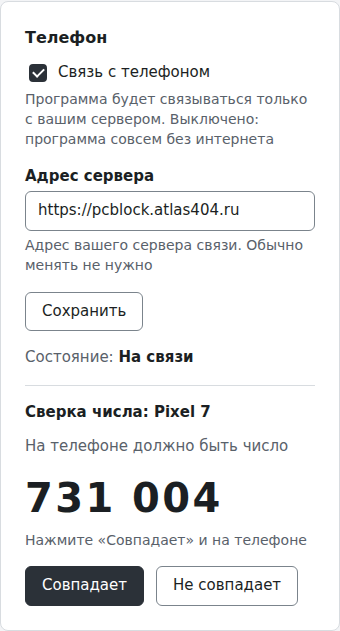 Телефон
Связь с телефоном
Программа будет связываться только
с вашим сервером. Выключено:
программа совсем без интернета
Адрес сервера
https://pcblock.atlas404.ru
Адрес вашего сервера связи. Обычно
менять не нужно
Сохранить
Состояние: На связи
Сверка числа: Pixel 7
На телефоне должно быть число
731 004
Нажмите «Совпадает» и на телефоне
Совпадает
Не совпадает